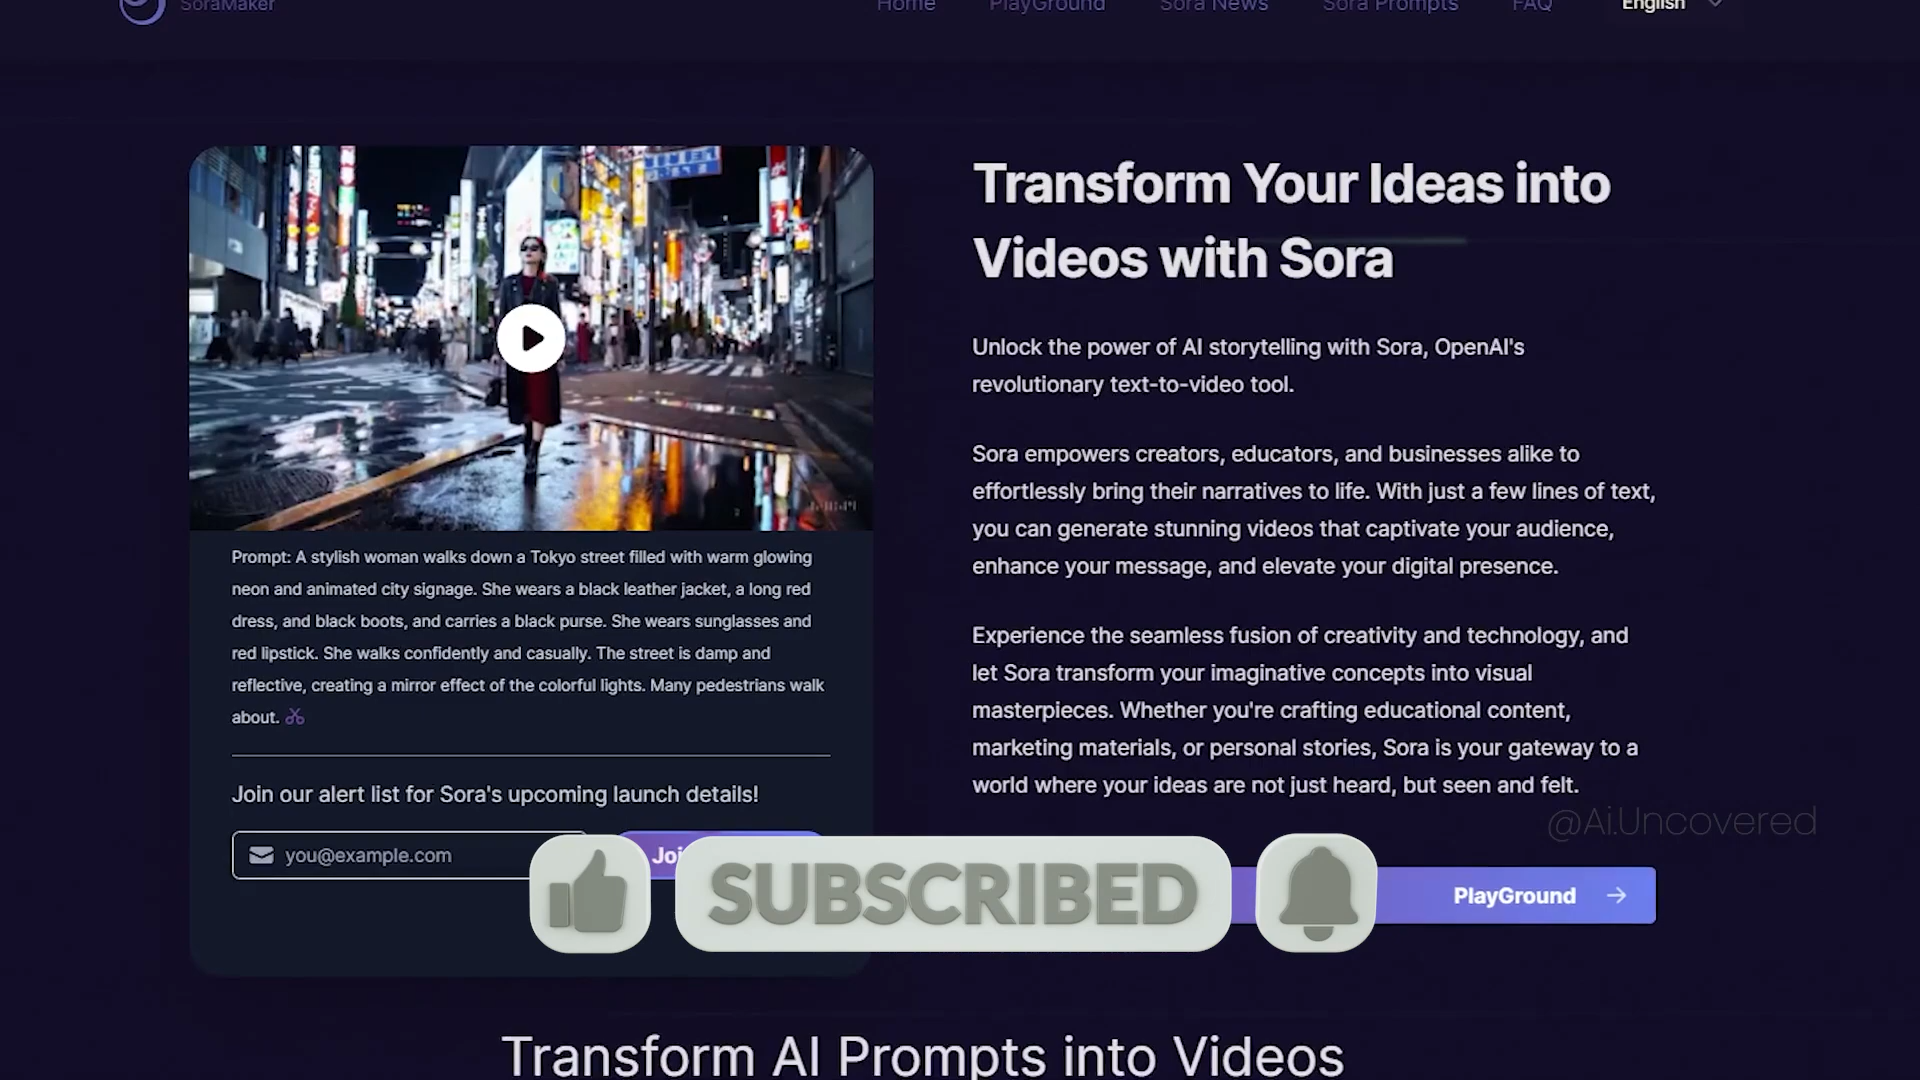 SoraMaker
Home
PlayGround
Sora News
Sora Prompts
FAQ
English
Transform Your Ideas into
Videos with Sora
Unlock the power of AI storytelling with Sora, OpenAI's
revolutionary text-to-video tool.
Sora empowers creators, educators, and businesses alike to
effortlessly bring their narratives to life. With just a few lines of text,
you can generate stunning videos that captivate your audience,
enhance your message, and elevate your digital presence.
Experience the seamless fusion of creativity and technology, and
let Sora transform your imaginative concepts into visual
masterpieces. Whether you're crafting educational content,
marketing materials, or personal stories, Sora is your gateway to a
world where your ideas are not just heard, but seen and felt.
Prompt: A stylish woman walks down a Tokyo street filled with warm glowing
neon and animated city signage. She wears a black leather jacket, a long red
dress, and black boots, and carries a black purse. She wears sunglasses and
red lipstick. She walks confidently and casually. The street is damp and
reflective, creating a mirror effect of the colorful lights. Many pedestrians walk
about.
Join our alert list for Sora's upcoming launch details!
you@example.com
@Ai.Uncovered
SUBSCRIBED
PlayGround
Transform AI Prompts into Videos